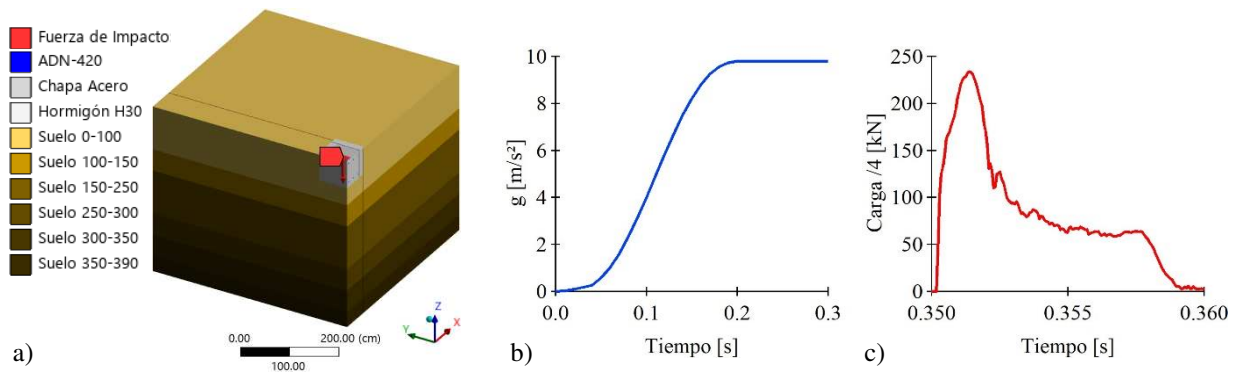 Fuerza de Impacto
ADN-420
Chapa Acero
Hormigón H30
Suelo 0-100
Suelo 100-150
Suelo 150-250
Suelo 250-300
Suelo 300-350
Suelo 350-390
0.00 200.00 (cm)
100.00
Z
Y X
a)
10
8
6
4
2
0
g [m/s²]
0.0 0.1 0.2 0.3
Tiempo [s]
b)
250
200
150
100
50
0
Carga /4 [kN]
0.350 0.355 0.360
Tiempo [s]
c)